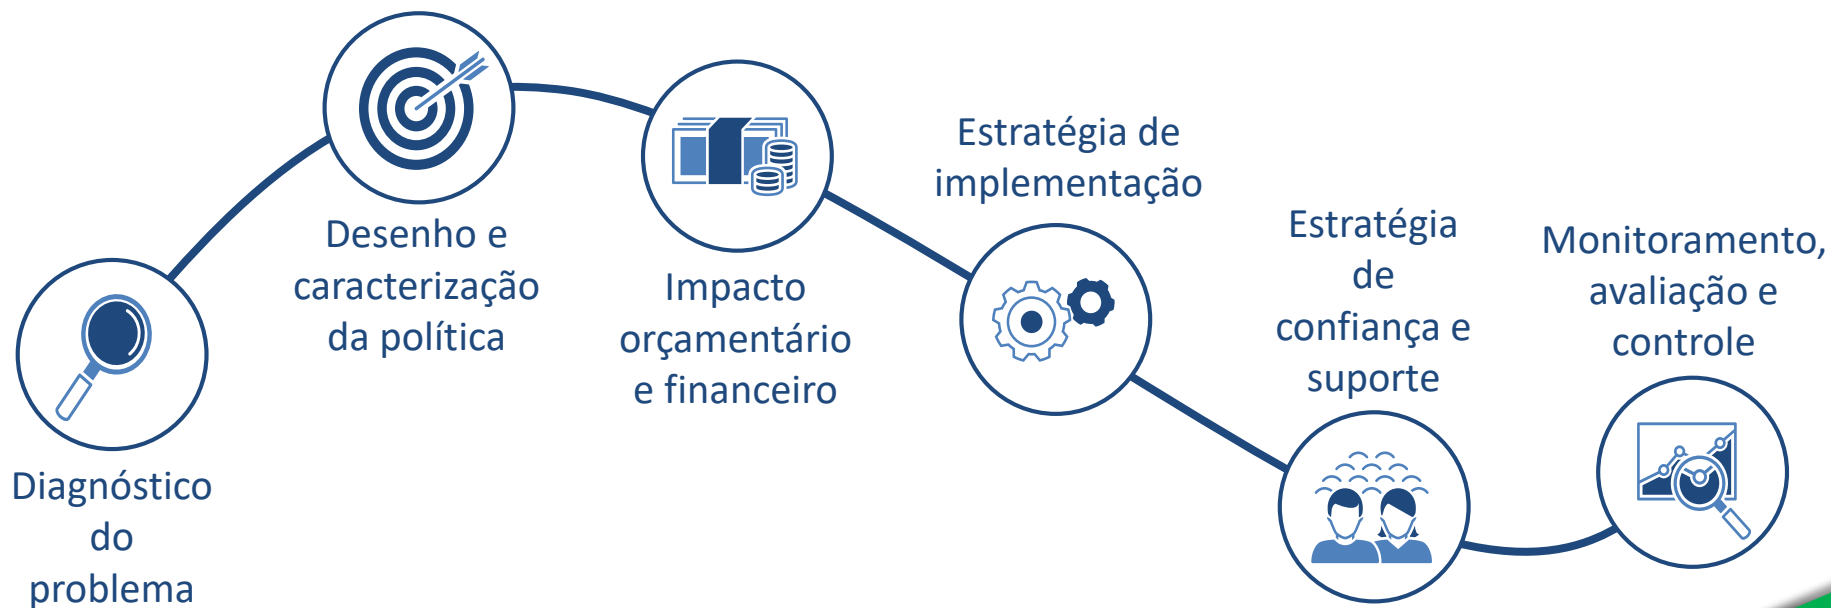 Diagnóstico
do
problema
Desenho e
caracterização
da política
Impacto
orçamentário
e financeiro
Estratégia de
implementação
Estratégia
de
confiança e
suporte
Monitoramento,
avaliação e
controle